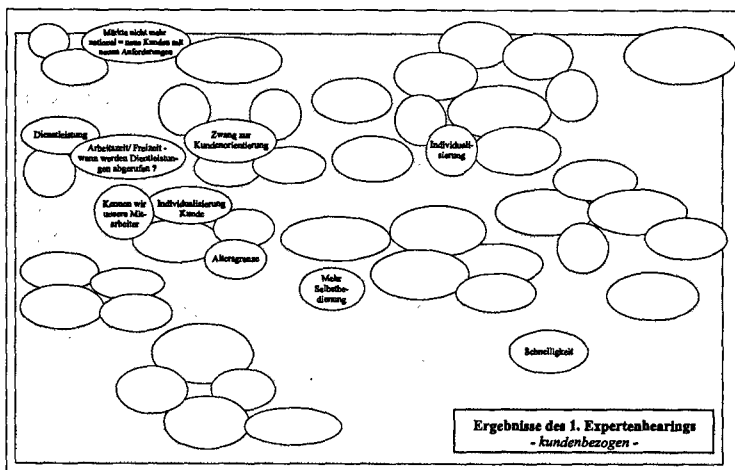 Märkte nicht mehr
national = neue Kunden mit
neuen Anforderungen
Dienstleistung
Arbeitszeit/ Freizeit -
wann werden Dienstleistun-
gen abgerufen ?
Zwang zur
Kundenorientierung
Individuali-
sierung
Kennen wir
unsere Mit-
arbeiter
Individualisierung
Kunde
Altersgrenze
Mehr
Selbstbe-
dienung
Schnelligkeit
Ergebnisse des 1. Expertenhearings
- kundenbezogen -